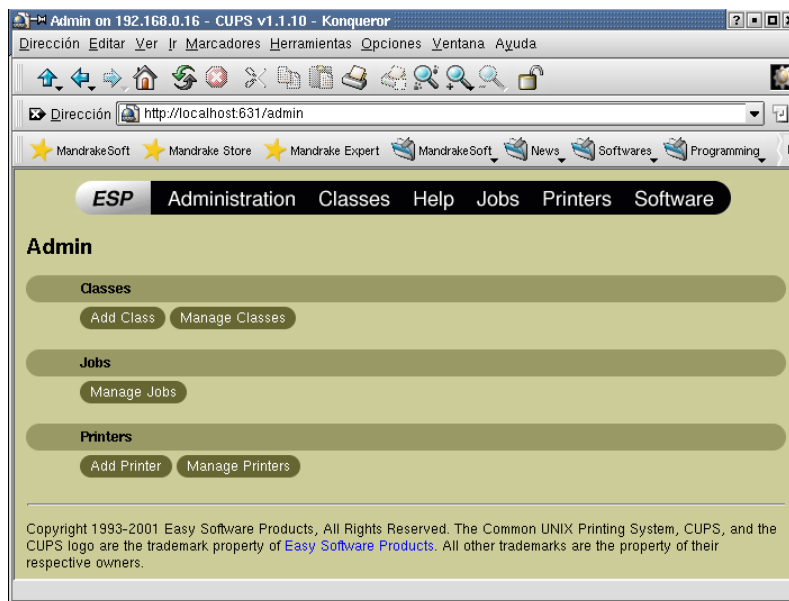 Admin on 192.168.0.16 - CUPS v1.1.10 - Konqueror
Dirección Editar Ver Ir Marcadores Herramientas Opciones Ventana Ayuda
Dirección http://localhost:631/admin
MandrakeSoft Mandrake Store Mandrake Expert MandrakeSoft News Softwares Programming
ESP Administration Classes Help Jobs Printers Software
Admin
Classes
Add Class Manage Classes
Jobs
Manage Jobs
Printers
Add Printer Manage Printers
Copyright 1993-2001 Easy Software Products, All Rights Reserved. The Common UNIX Printing System, CUPS, and the
CUPS logo are the trademark property of Easy Software Products. All other trademarks are the property of their
respective owners.